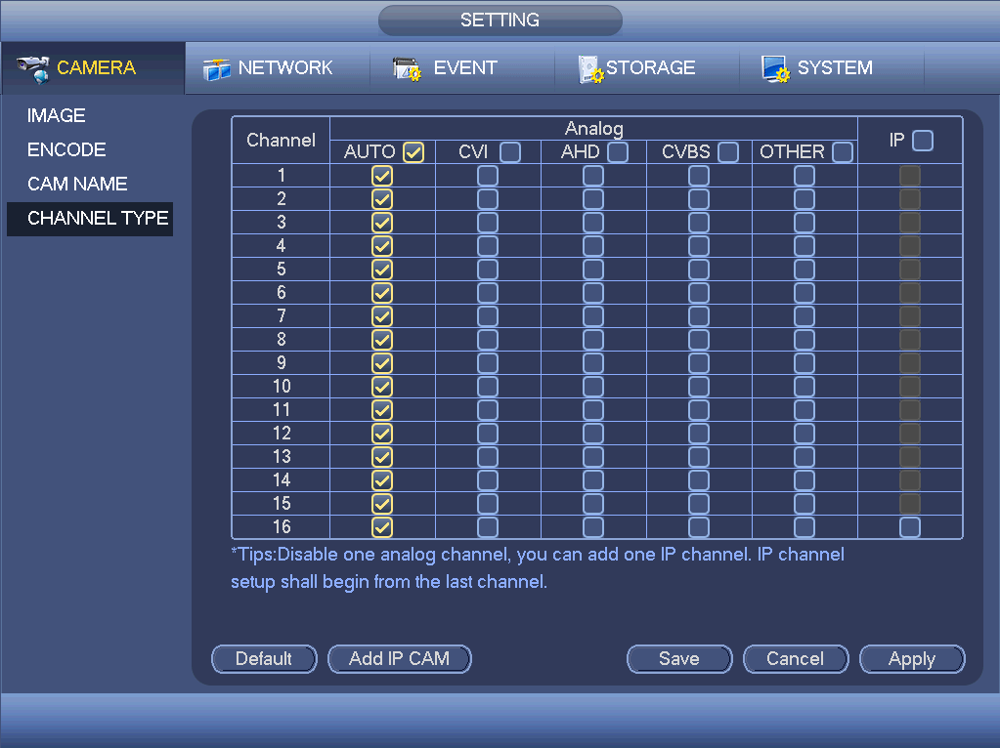 SETTING
CAMERA NETWORK EVENT STORAGE SYSTEM
IMAGE
ENCODE
CAM NAME
CHANNEL TYPE
Channel Analog IP
AUTO CVI AHD CVBS OTHER
1
2
3
4
5
6
7
8
9
10
11
12
13
14
15
16
*Tips:Disable one analog channel, you can add one IP channel. IP channel
setup shall begin from the last channel.
Default Add IP CAM Save Cancel Apply